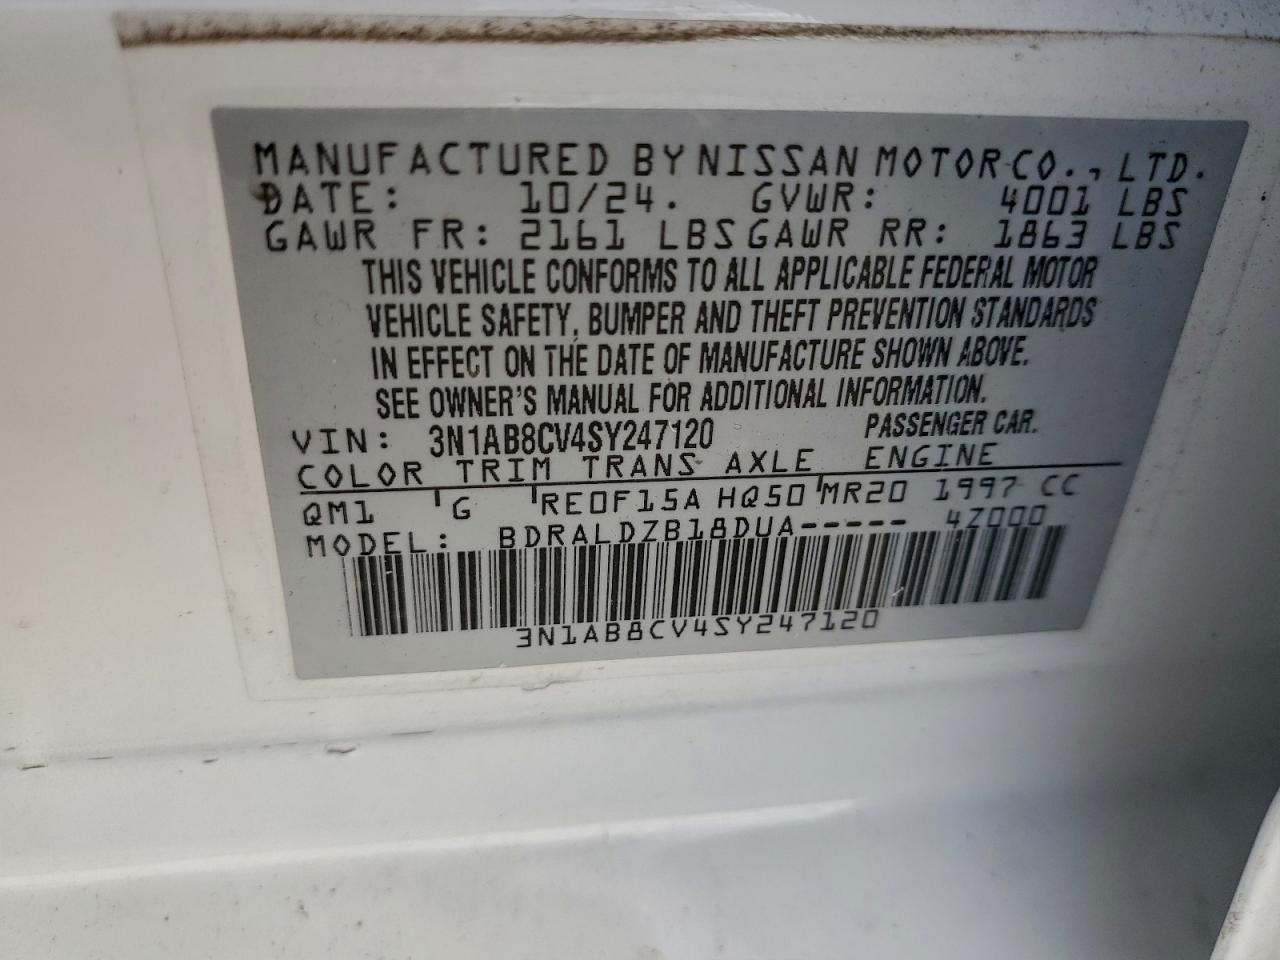 MANUFACTURED BY NISSAN MOTOR CO., LTD.
DATE: 10/24. GVWR: 4001 LBS
GAWR FR: 2161 LBS GAWR RR: 1863 LBS
THIS VEHICLE CONFORMS TO ALL APPLICABLE FEDERAL MOTOR
VEHICLE SAFETY, BUMPER AND THEFT PREVENTION STANDARDS
IN EFFECT ON THE DATE OF MANUFACTURE SHOWN ABOVE.
SEE OWNER'S MANUAL FOR ADDITIONAL INFORMATION.
VIN: 3N1AB8CV4SY247120 PASSENGER CAR.
COLOR TRIM TRANS AXLE ENGINE
QM1 G RE0F15A HQ50 MR20 1997 CC
MODEL: BDRALDZB18DUA----- 4Z000
3N1AB8CV4SY247120